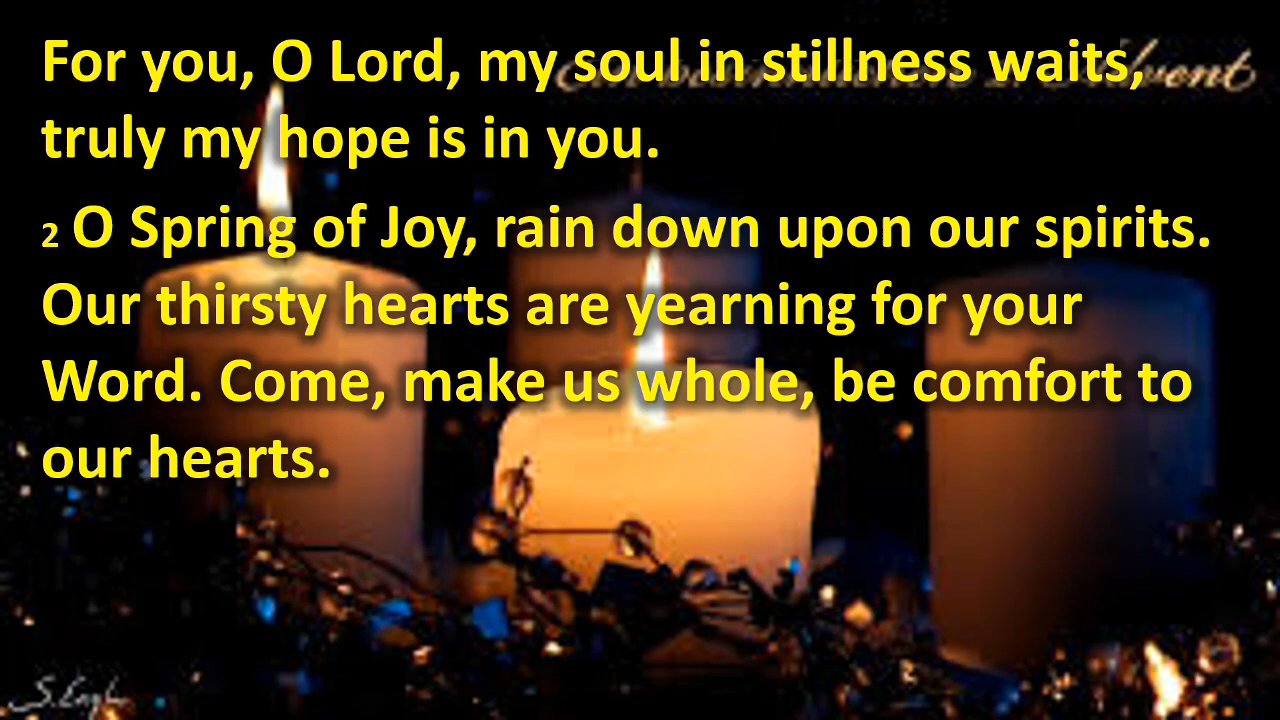 For you, O Lord, my soul in stillness waits,
truly my hope is in you.
2 O Spring of Joy, rain down upon our spirits.
Our thirsty hearts are yearning for your
Word. Come, make us whole, be comfort to
our hearts.